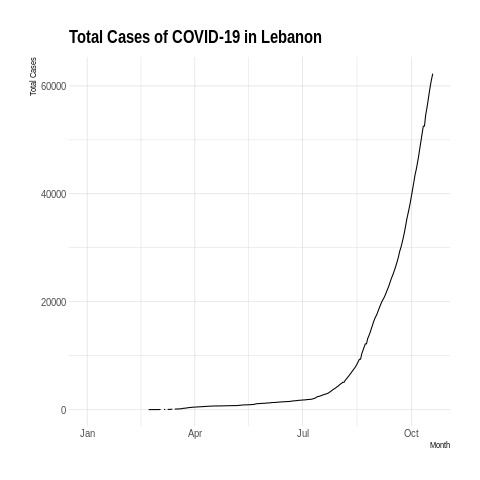 Total Cases of COVID-19 in Lebanon
Total Cases
60000
40000
20000
0
Jan Apr Jul Oct
Month